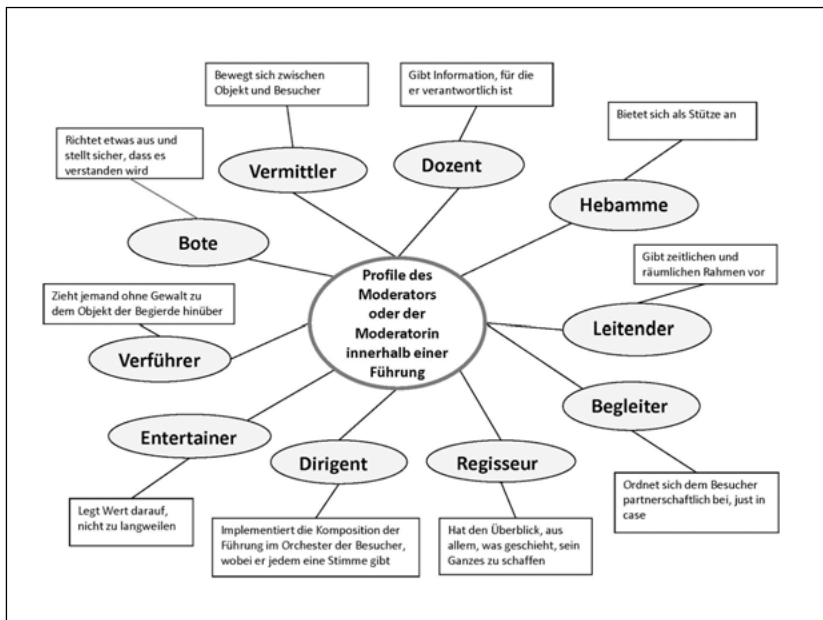 Bewegt sich zwischen
Objekt und Besucher
Vermittler
Gibt Information, für die
er verantwortlich ist
Dozent
Bietet sich als Stütze an
Hebamme
Richtet etwas aus und
stellt sicher, dass es
verstanden wird
Bote
Gibt zeitlichen und
räumlichen Rahmen vor
Leitender
Profile des
Moderators
oder der
Moderatorin
innerhalb einer
Führung
Zieht jemand ohne Gewalt zu
dem Objekt der Begierde hinüber
Verführer
Begleiter
Ordnet sich dem Besucher
partnerschaftlich bei, just in
case
Entertainer
Legt Wert darauf,
nicht zu langweilen
Dirigent
Implementiert die Komposition der
Führung im Orchester der Besucher,
wobei er jedem eine Stimme gibt
Regisseur
Hat den Überblick, aus
allem, was geschieht, sein
Ganzes zu schaffen